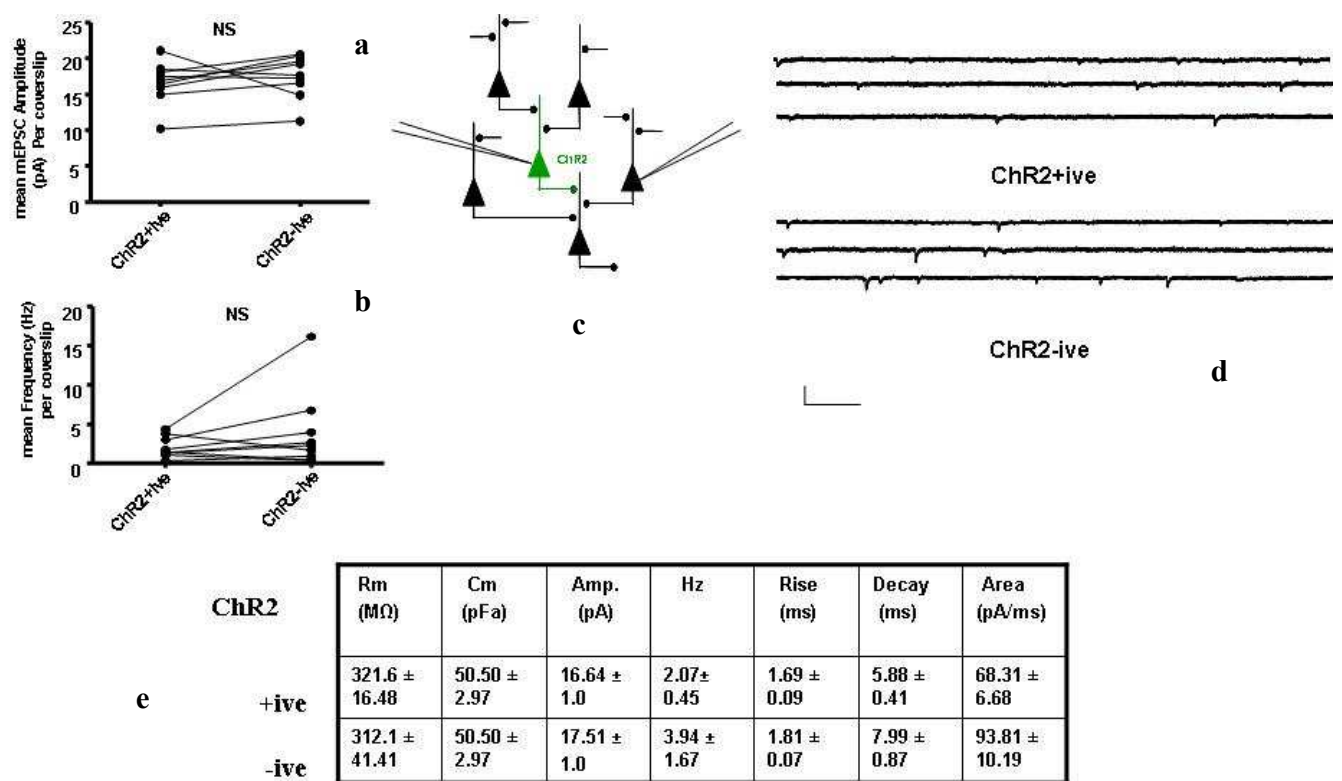 25
20
15
10
5
0
mean mEPSC Amplitude
(pA) Per coverslip
NS
ChR2+ive
ChR2-ive
a
20
15
10
5
0
mean Frequency (Hz)
per coverslip
NS
ChR2+ive
ChR2-ive
b
ChR2
c
ChR2+ive
ChR2-ive
d
e
ChR2
Rm (MΩ) Cm (pFa) Amp. (pA) Hz Rise (ms) Decay (ms) Area (pA/ms)
+ive 321.6 ± 16.48 50.50 ± 2.97 16.64 ± 1.0 2.07± 0.45 1.69 ± 0.09 5.88 ± 0.41 68.31 ± 6.68
-ive 312.1 ± 41.41 50.50 ± 2.97 17.51 ± 1.0 3.94 ± 1.67 1.81 ± 0.07 7.99 ± 0.87 93.81 ± 10.19